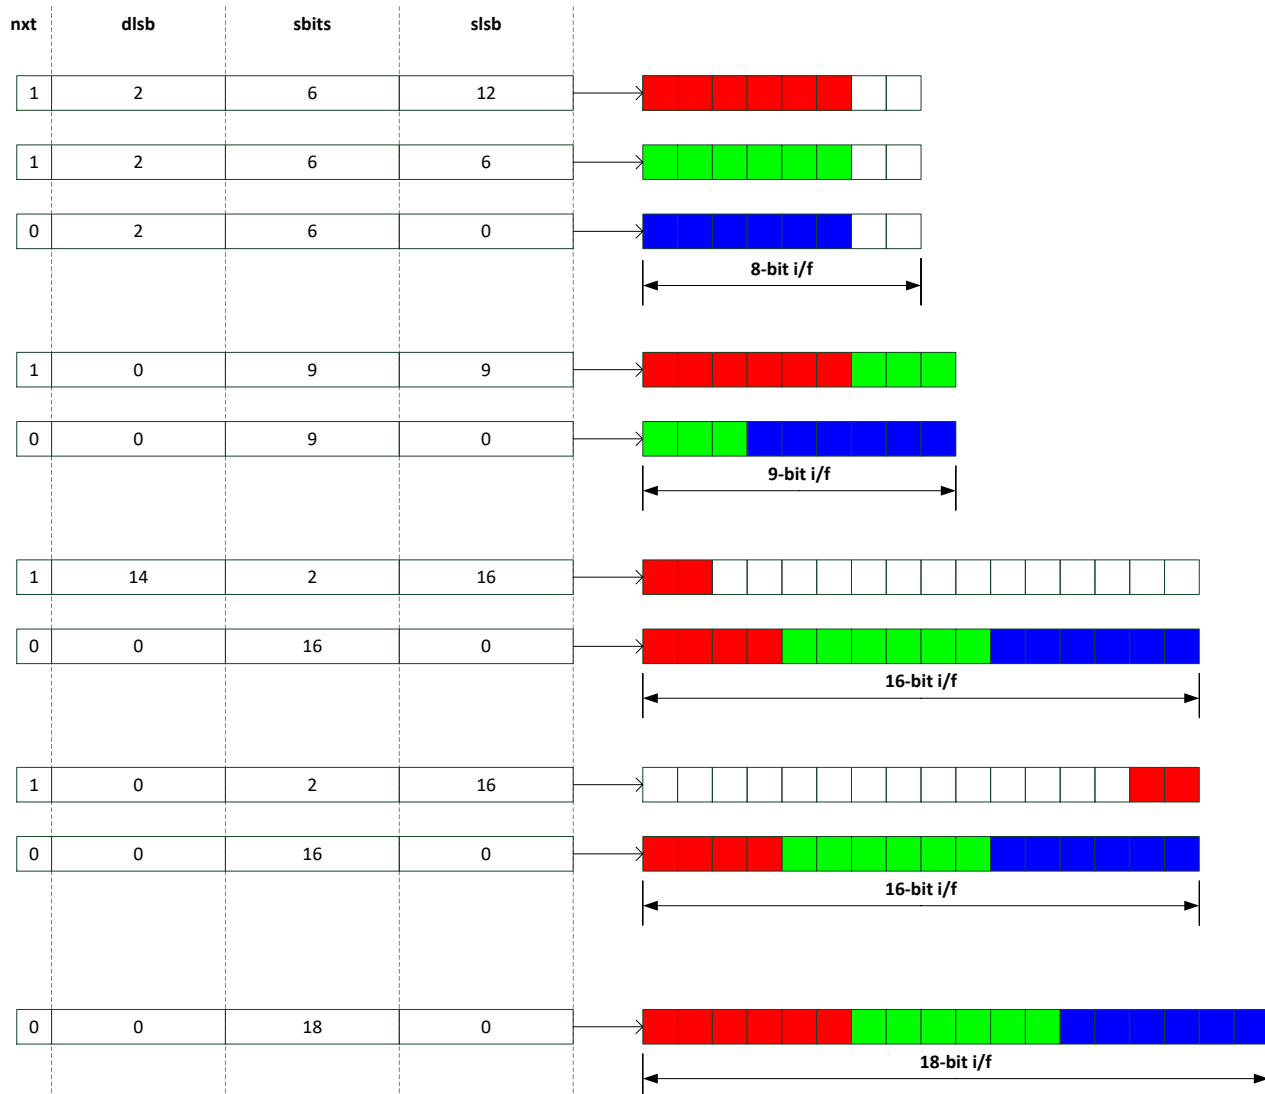 nxt dlsb sbits slsb
1 2 6 12
1 2 6 6
0 2 6 0
8-bit i/f
1 0 9 9
0 0 9 0
9-bit i/f
1 14 2 16
0 0 16 0
16-bit i/f
1 0 2 16
0 0 16 0
16-bit i/f
0 0 18 0
18-bit i/f